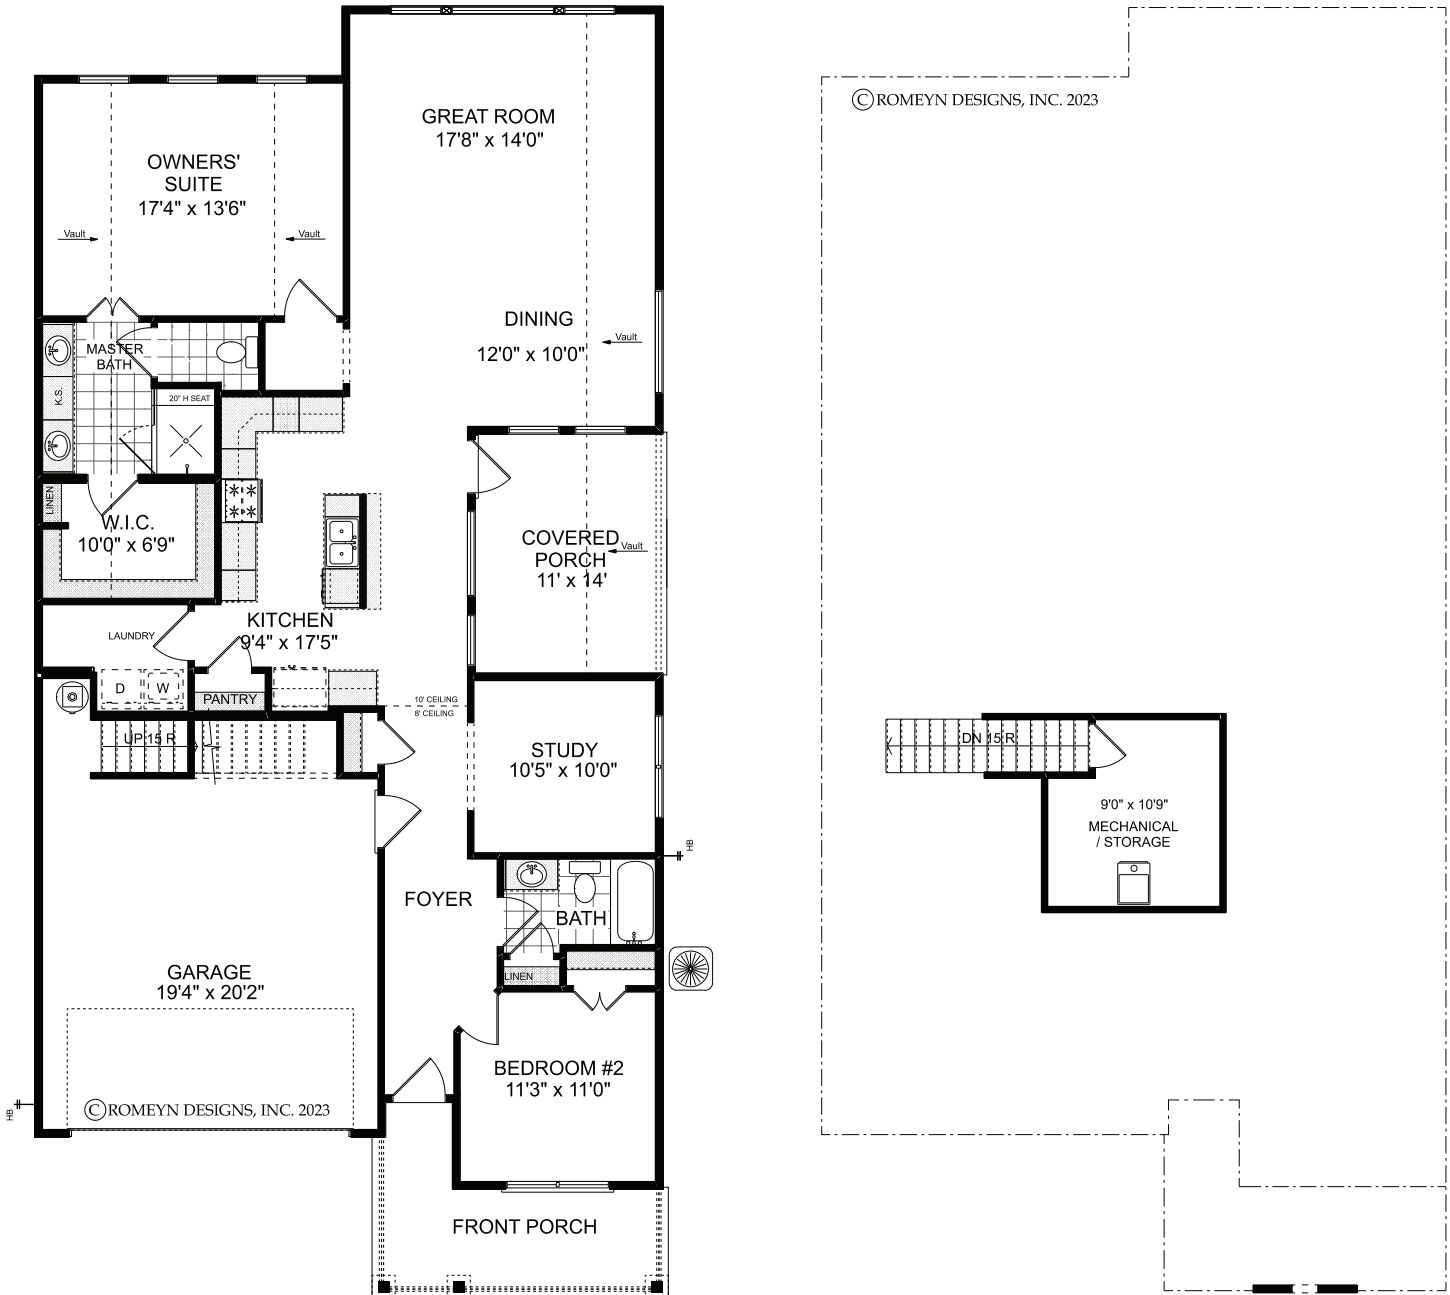 GREAT ROOM
17'8" x 14'0"
OWNERS'
SUITE
17'4" x 13'6"
Vault
Vault
DINING
12'0" x 10'0"
Vault
MASTER
BATH
K.S.
20" H SEAT
LINEN
W.I.C.
10'0" x 6'9"
COVERED
PORCH
11' x 14'
Vault
KITCHEN
9'4" x 17'5"
LAUNDRY
D
W
PANTRY
10' CEILING
8' CEILING
UP 15 R
STUDY
10'5" x 10'0"
HB
FOYER
BATH
LINEN
GARAGE
19'4" x 20'2"
BEDROOM #2
11'3" x 11'0"
HB
© ROMEYN DESIGNS, INC. 2023
FRONT PORCH
© ROMEYN DESIGNS, INC. 2023
DN 15 R
9'0" x 10'9"
MECHANICAL
/ STORAGE